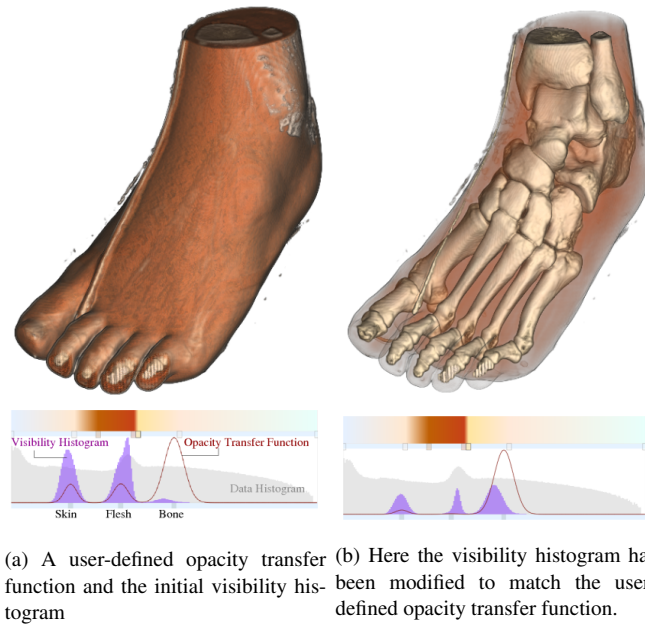 Visibility Histogram
Opacity Transfer Function
Data Histogram
Skin
Flesh
Bone
(a) A user-defined opacity transfer
function and the initial visibility his-
togram
(b) Here the visibility histogram ha
been modified to match the user
defined opacity transfer function.